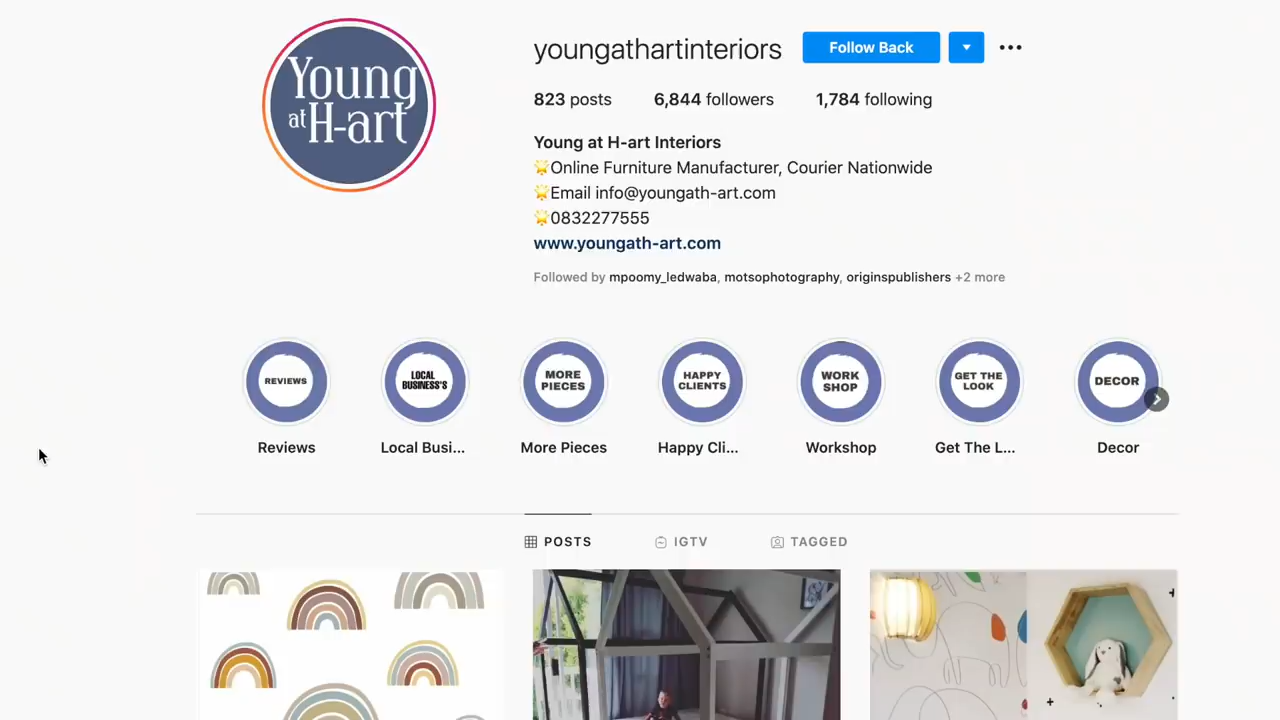 Young
at H-art
youngathartinteriors Follow Back
823 posts 6,844 followers 1,784 following
Young at H-art Interiors
🌟Online Furniture Manufacturer, Courier Nationwide
🌟Email info@youngath-art.com
🌟0832277555
www.youngath-art.com
Followed by mpoomy_ledwaba, motsophotography, originspublishers +2 more
REVIEWS
LOCAL
BUSINESS'S
MORE
PIECES
HAPPY
CLIENTS
WORK
SHOP
GET THE
LOOK
DECOR
Reviews Local Busi... More Pieces Happy Cli... Workshop Get The L... Decor
POSTS IGTV TAGGED